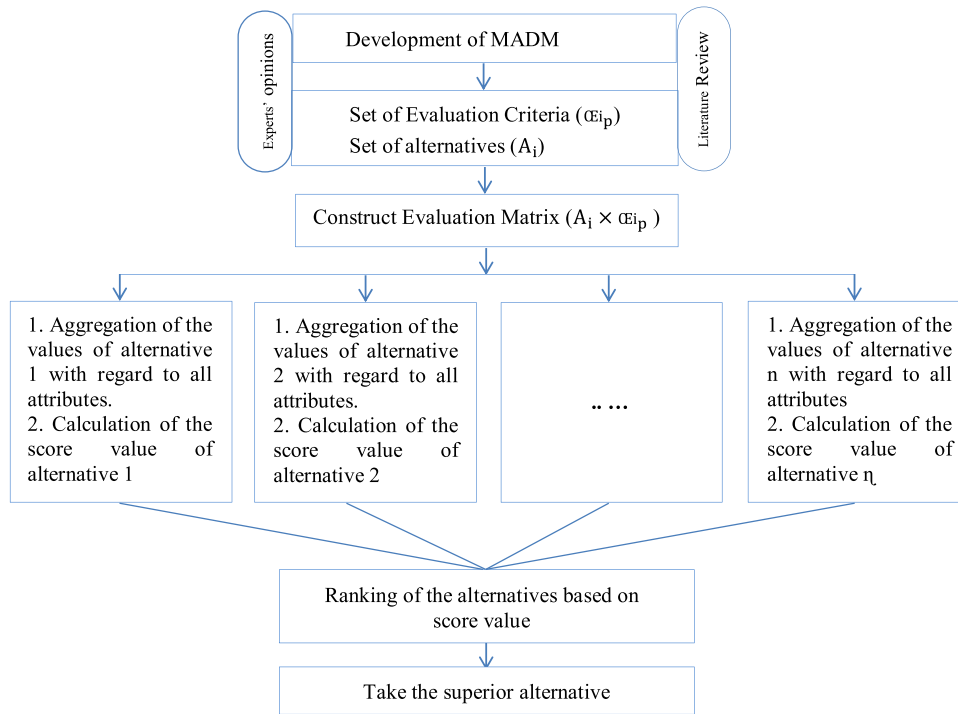 Experts' opinions
Development of MADM
Literature Review
Set of Evaluation Criteria (Œi_p)
Set of alternatives (A_i)
Construct Evaluation Matrix (A_i × Œi_p )
1. Aggregation of the
values of alternative
1 with regard to all
attributes.
2. Calculation of the
score value of
alternative 1
1. Aggregation of the
values of alternative
2 with regard to all
attributes.
2. Calculation of the
score value of
alternative 2
.. ...
1. Aggregation of the
values of alternative
n with regard to all
attributes
2. Calculation of the
score value of
alternative ƞ
Ranking of the alternatives based on
score value
Take the superior alternative